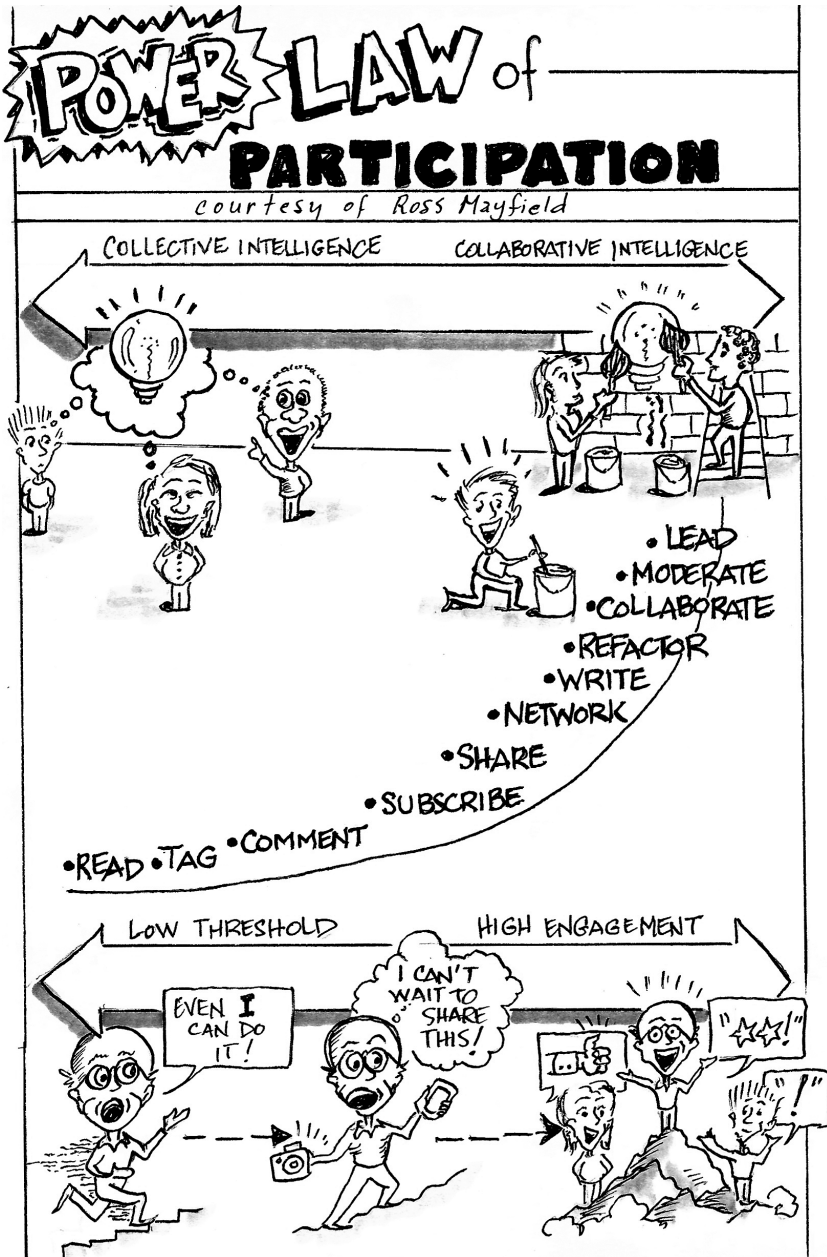 POWER LAW of
PARTICIPATION
courtesy of Ross Mayfield
COLLECTIVE INTELLIGENCE
COLLABORATIVE INTELLIGENCE
• LEAD
• MODERATE
• COLLABORATE
• REFACTOR
• WRITE
• NETWORK
• SHARE
• SUBSCRIBE
• COMMENT
• READ • TAG
LOW THRESHOLD
HIGH ENGAGEMENT
EVEN I
CAN DO
IT!
I CAN'T
WAIT TO
SHARE
THIS!
"☆☆!"
"!"